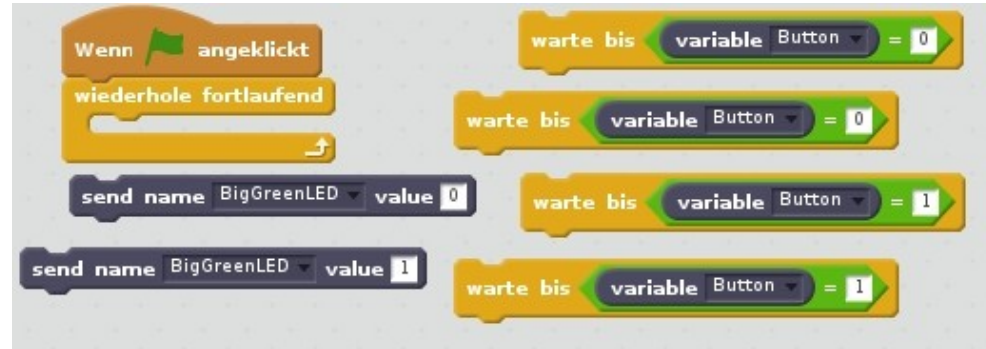 Wenn angeklickt
wiederhole fortlaufend
send name BigGreenLED value 0
send name BigGreenLED value 1
warte bis variable Button = 0
warte bis variable Button = 0
warte bis variable Button = 1
warte bis variable Button = 1